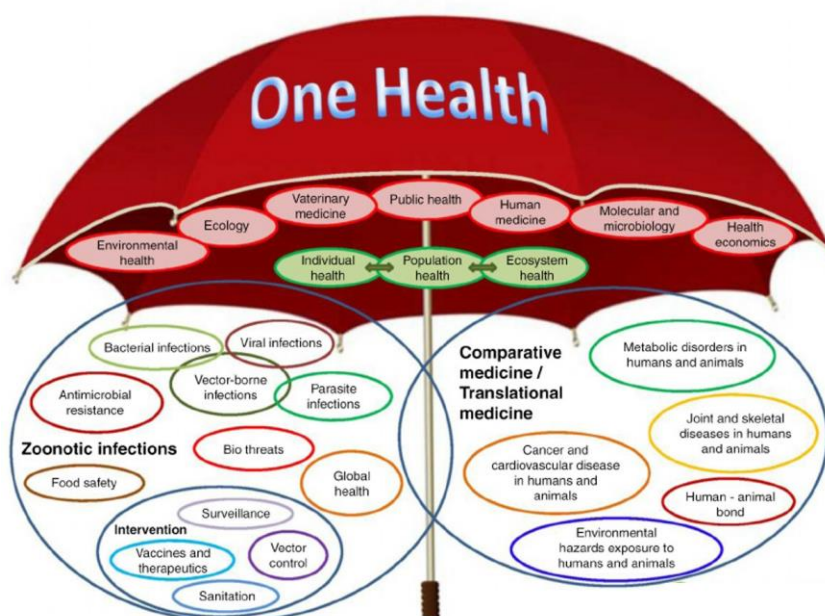 One Health
Environmental
health
Ecology
Vaterinary
medicine
Public health
Human
medicine
Molecular and
microbiology
Health
economics
Individual
health
Population
health
Ecosystem
health
Bacterial infections
Viral infections
Vector-borne
infections
Parasite
infections
Antimicrobial
resistance
Zoonotic infections
Bio threats
Food safety
Global
health
Intervention
Surveillance
Vaccines and
therapeutics
Vector
control
Sanitation
Comparative
medicine /
Translational
medicine
Metabolic disorders in
humans and animals
Joint and skeletal
diseases in humans
and animals
Cancer and
cardiovascular disease
in humans and
animals
Human - animal
bond
Environmental
hazards exposure to
humans and animals